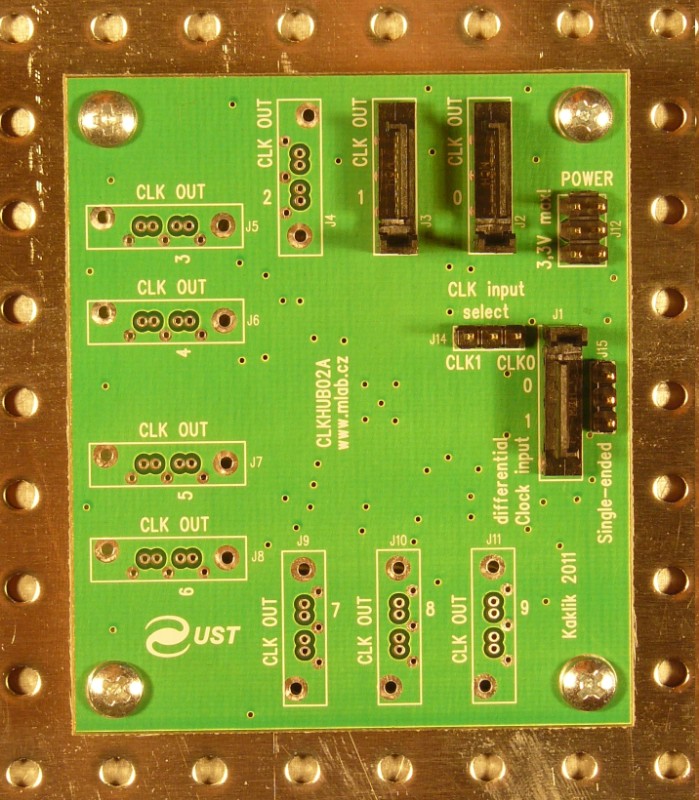 CLK OUT
2
J4
CLK OUT
1
J3
CLK OUT
0
J2
POWER
3,3V max!
J12
CLK OUT
J5
3
CLK OUT
J6
4
CLK input
select
J14
CLK1 CLK0
J1
0
1
J15
differential
Clock input
Single-ended
CLKHUB02A
www.mlab.cz
CLK OUT
J7
5
CLK OUT
J8
6
J9
CLK OUT
7
J10
CLK OUT
8
J11
CLK OUT
9
Kaklik 2011
UST